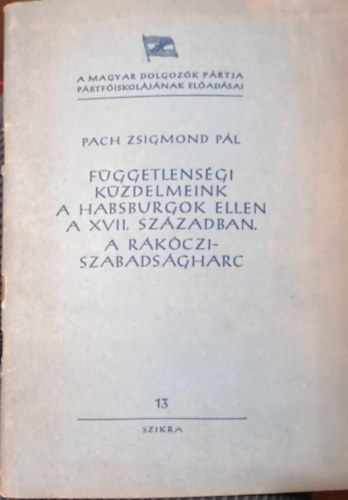 A MAGYAR DOLGOZÓK PÁRTJA
PÁRTFŐISKOLÁJÁNAK ELŐADÁSAI
PACH ZSIGMOND PÁL
FÜGGETLENSÉGI
KÜZDELMEINK
A HABSBURGOK ELLEN
A XVII. SZÁZADBAN.
A RÁKÓCZI-
SZABADSÁGHARC
13
SZIKRA